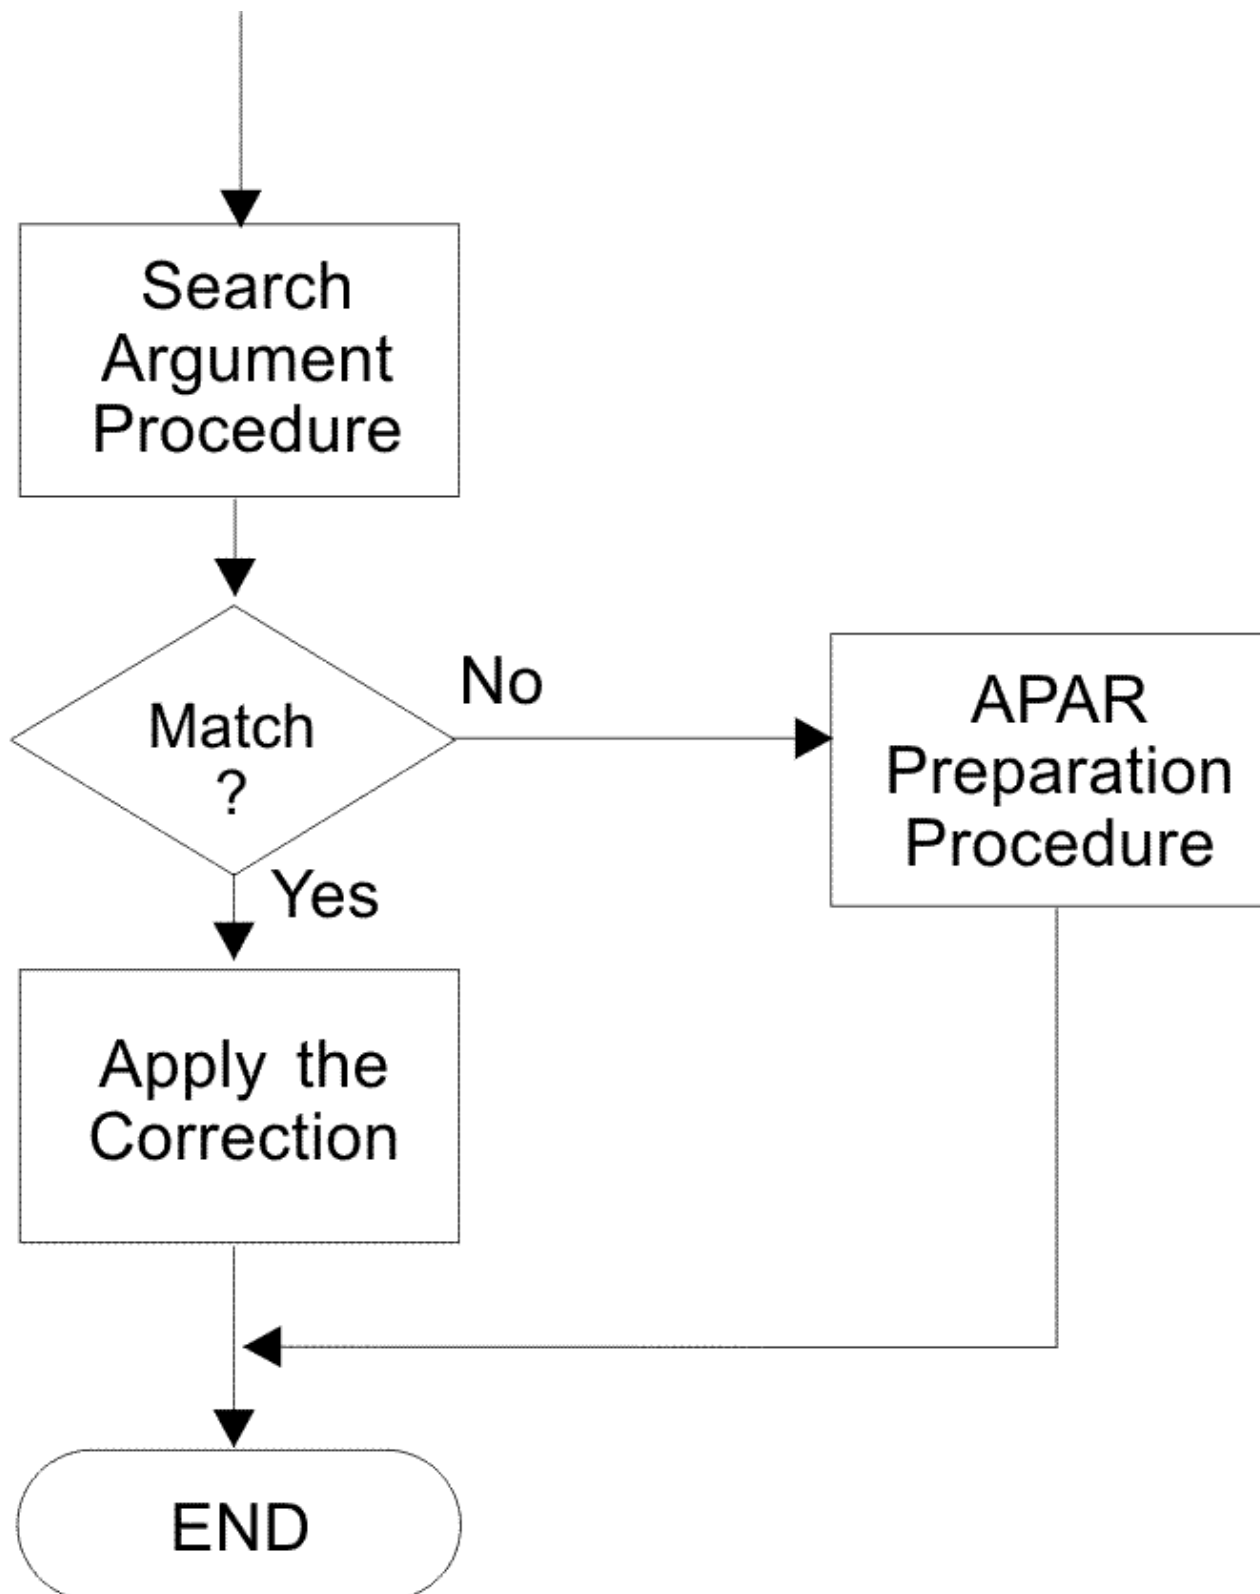 Search
Argument
Procedure
Match
?
No
APAR
Preparation
Procedure
Yes
Apply the
Correction
END